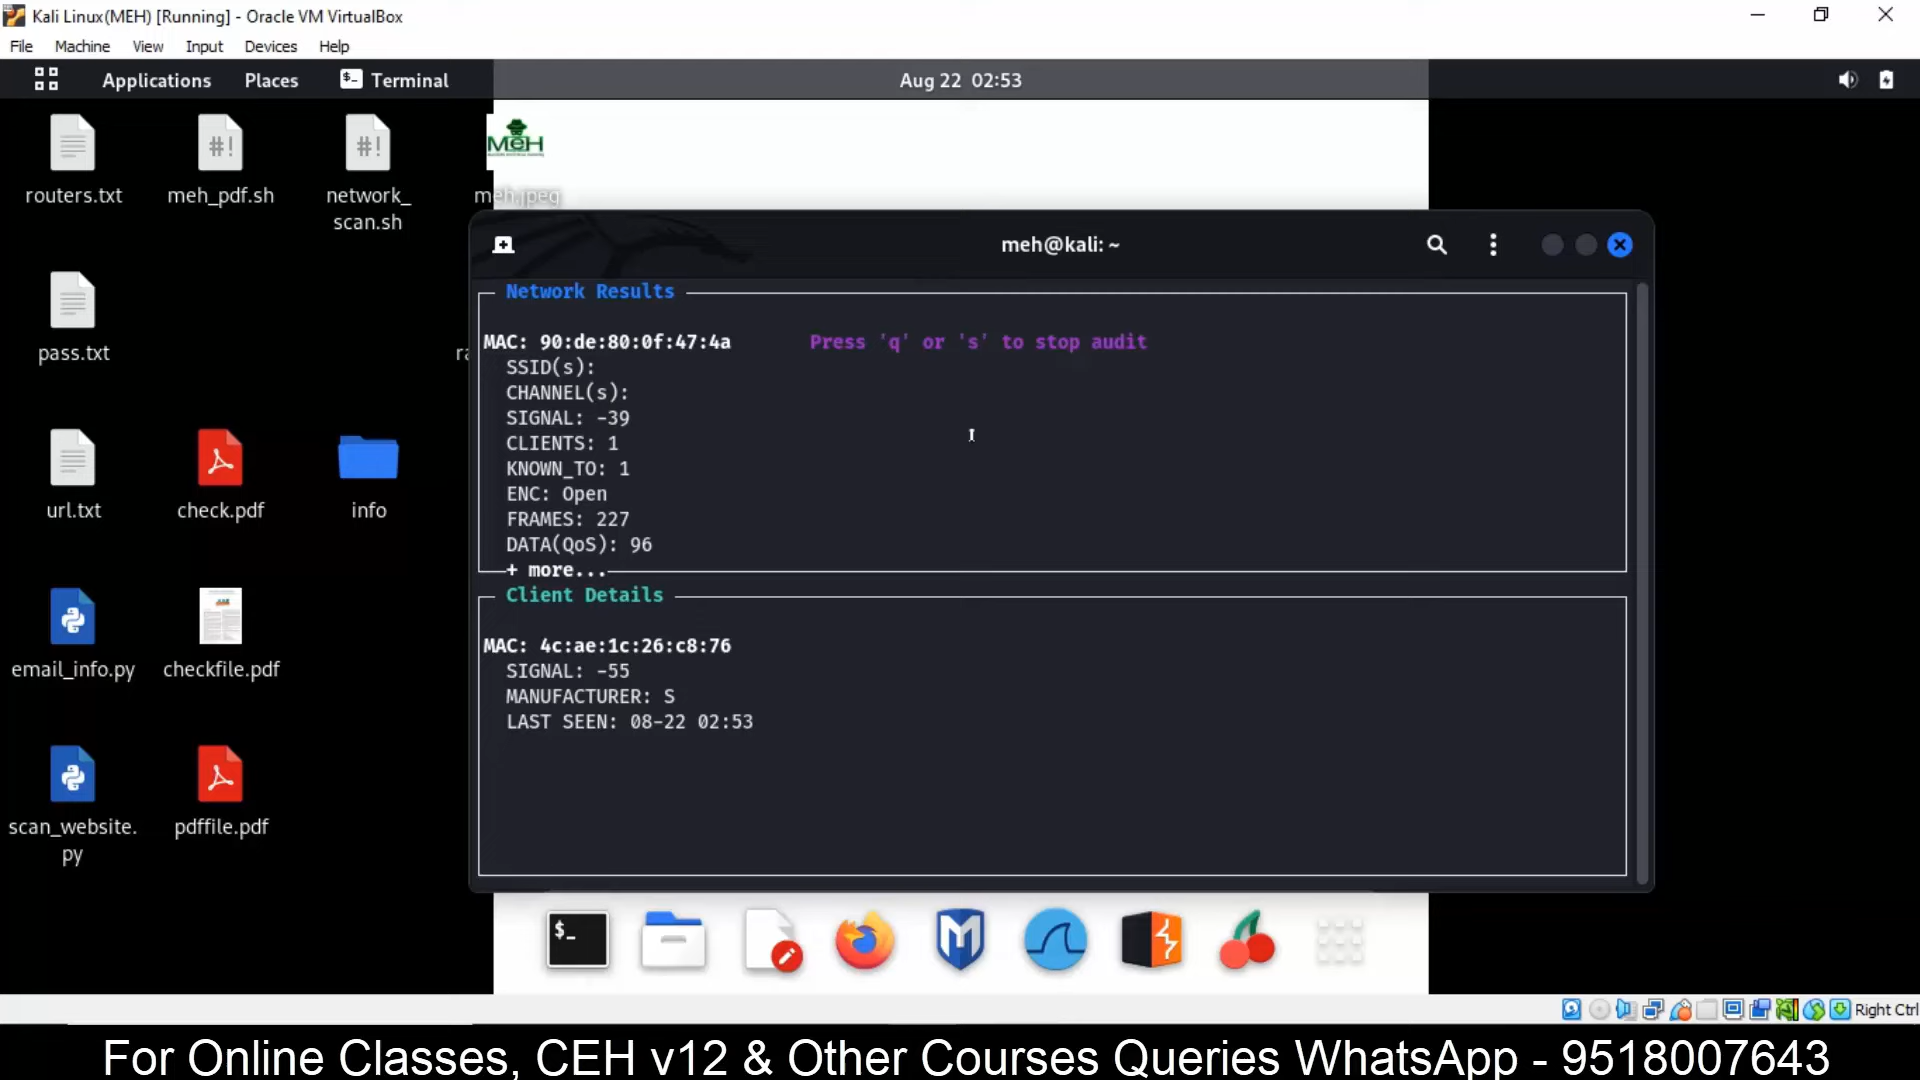 Kali Linux(MEH) [Running] - Oracle VM VirtualBox
File Machine View Input Devices Help
Applications Places Terminal
Aug 22 02:53
routers.txt
meh_pdf.sh
network_
scan.sh
MeH
meh.jpeg
meh@kali: ~
pass.txt
ra
url.txt
check.pdf
info
email_info.py
checkfile.pdf
scan_website.
py
pdffile.pdf
Network Results
MAC: 90:de:80:0f:47:4a Press 'q' or 's' to stop audit
SSID(s):
CHANNEL(s):
SIGNAL: -39
CLIENTS: 1
KNOWN_TO: 1
ENC: Open
FRAMES: 227
DATA(QoS): 96
+ more...
Client Details
MAC: 4c:ae:1c:26:c8:76
SIGNAL: -55
MANUFACTURER: S
LAST SEEN: 08-22 02:53
$_
Right Ctrl
For Online Classes, CEH v12 & Other Courses Queries WhatsApp - 9518007643